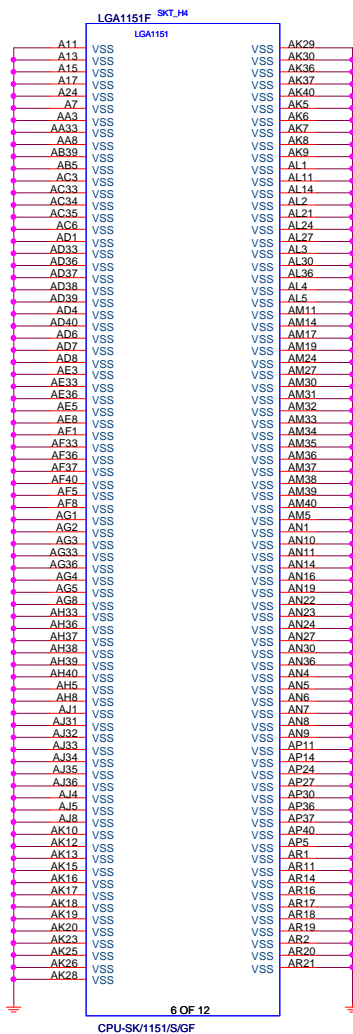 LGA1151F SKT_H4
LGA1151
A11 VSS VSS AK29
A13 VSS VSS AK30
A15 VSS VSS AK36
A17 VSS VSS AK37
A24 VSS VSS AK40
A7 VSS VSS AK5
AA3 VSS VSS AK6
AA33 VSS VSS AK7
AA8 VSS VSS AK8
AB39 VSS VSS AK9
AB5 VSS VSS AL1
AC3 VSS VSS AL11
AC33 VSS VSS AL14
AC34 VSS VSS AL2
AC35 VSS VSS AL21
AC6 VSS VSS AL24
AD1 VSS VSS AL27
AD33 VSS VSS AL3
AD36 VSS VSS AL30
AD37 VSS VSS AL36
AD38 VSS VSS AL4
AD39 VSS VSS AL5
AD4 VSS VSS AM11
AD40 VSS VSS AM14
AD6 VSS VSS AM17
AD7 VSS VSS AM19
AD8 VSS VSS AM24
AE3 VSS VSS AM27
AE33 VSS VSS AM30
AE36 VSS VSS AM31
AE5 VSS VSS AM32
AE8 VSS VSS AM33
AF1 VSS VSS AM34
AF33 VSS VSS AM35
AF36 VSS VSS AM36
AF37 VSS VSS AM37
AF40 VSS VSS AM38
AF5 VSS VSS AM39
AF8 VSS VSS AM40
AG1 VSS VSS AM5
AG2 VSS VSS AN1
AG3 VSS VSS AN10
AG33 VSS VSS AN11
AG36 VSS VSS AN14
AG4 VSS VSS AN16
AG5 VSS VSS AN19
AG8 VSS VSS AN22
AH33 VSS VSS AN23
AH36 VSS VSS AN24
AH37 VSS VSS AN27
AH38 VSS VSS AN30
AH39 VSS VSS AN36
AH40 VSS VSS AN4
AH5 VSS VSS AN5
AH8 VSS VSS AN6
AJ1 VSS VSS AN7
AJ31 VSS VSS AN8
AJ32 VSS VSS AN9
AJ33 VSS VSS AP11
AJ34 VSS VSS AP14
AJ35 VSS VSS AP24
AJ36 VSS VSS AP27
AJ4 VSS VSS AP30
AJ5 VSS VSS AP36
AJ8 VSS VSS AP37
AK10 VSS VSS AP40
AK12 VSS VSS AP5
AK13 VSS VSS AR1
AK15 VSS VSS AR11
AK16 VSS VSS AR14
AK17 VSS VSS AR16
AK18 VSS VSS AR17
AK19 VSS VSS AR18
AK20 VSS VSS AR19
AK23 VSS VSS AR2
AK25 VSS VSS AR20
AK26 VSS VSS AR21
AK28 VSS
6 OF 12
CPU-SK/1151/S/GF